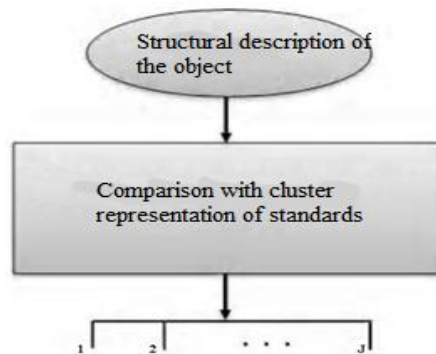 Structural description of
the object
Comparison with cluster
representation of standards
1 2 . . . J